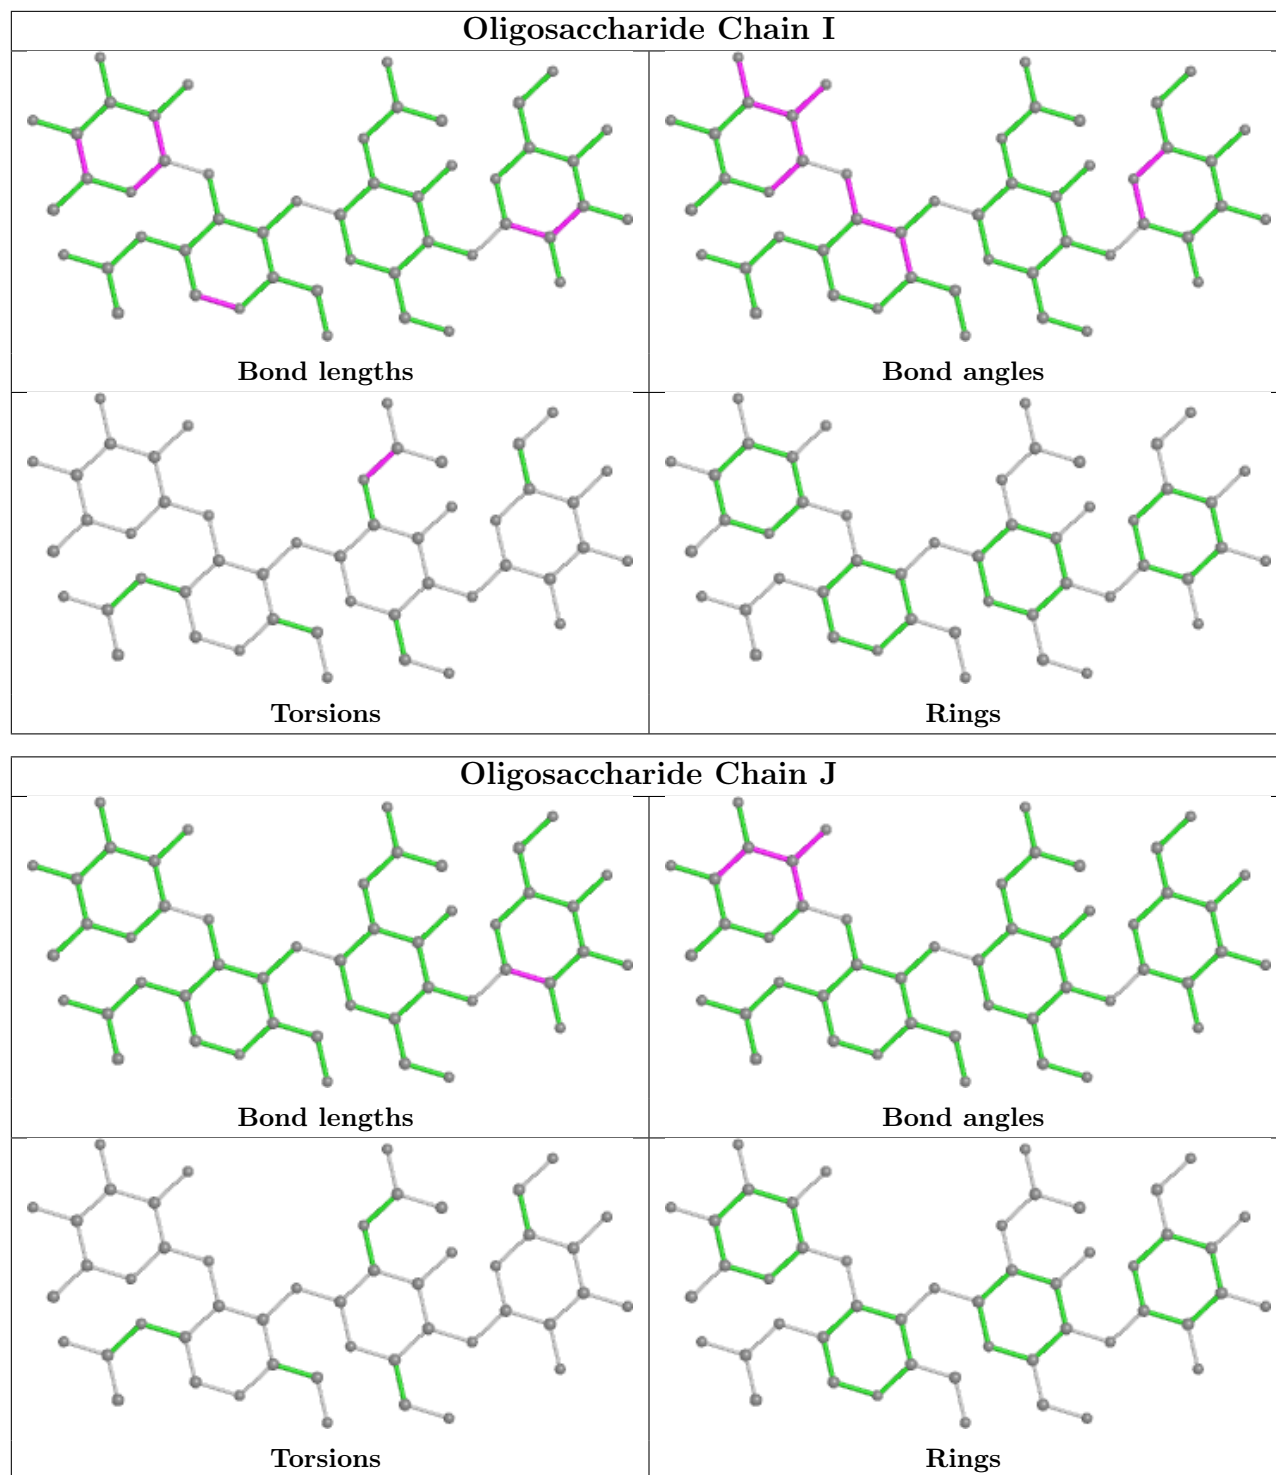 Oligosaccharide Chain I
Bond lengths
Bond angles
Torsions
Rings
Oligosaccharide Chain J
Bond lengths
Bond angles
Torsions
Rings